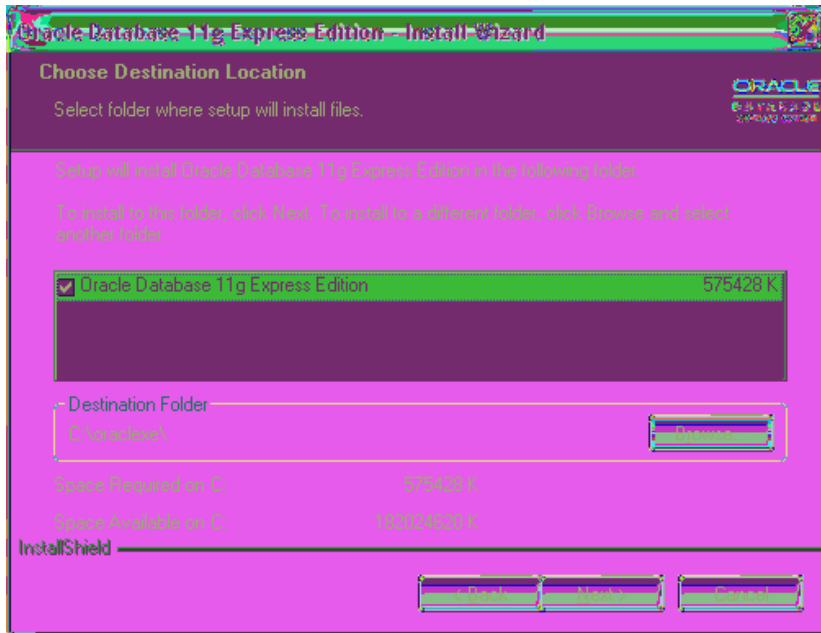 Oracle Database 11g Express Edition - Install Wizard
Choose Destination Location
Select folder where setup will install files.
ORACLE
Setup will install Oracle Database 11g Express Edition in the following folder.
To install to this folder, click Next. To install to a different folder, click Browse and select
another folder.
Oracle Database 11g Express Edition 575428 K
Destination Folder
C:\oraclexe\
Browse...
Space Required on C: 575428 K
Space Available on C: 182024620 K
InstallShield
< Back Next > Cancel